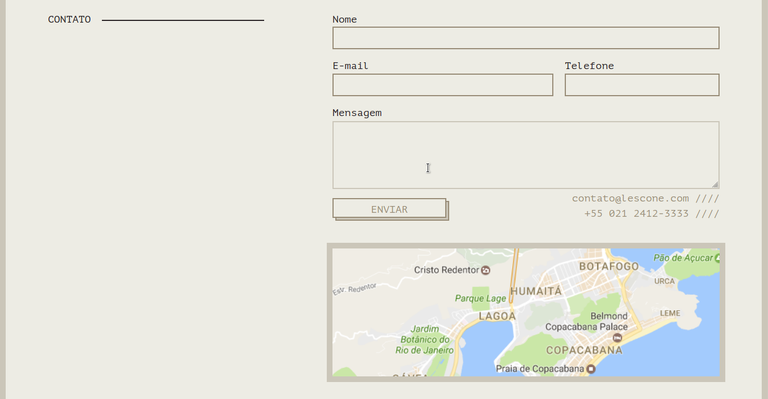 CONTATO
Nome
E-mail
Telefone
Mensagem
ENVIAR
contato@lescone.com ////
+55 021 2412-3333 ////
Pão de Açucar
BOTAFOGO
Cristo Redentor
URCA
Estr. Redentor
HUMAITÁ
Parque Lage
LAGOA
LEME
Belmond
Copacabana Palace
Jardim
Botânico do
Rio de Janeiro
COPACABANA
Praia de Copacabana